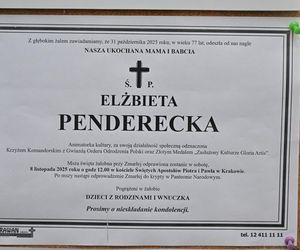 Z głębokim żalem zawiadamiamy, że 31 października 2025 roku, w wieku 77 lat, odeszła od nas nagle
NASZA UKOCHANA MAMA I BABCIA
Ś. P.
ELŻBIETA
PENDERECKA
Animatorka kultury, za swoją działalność społeczną odznaczona
Krzyżem Komandorskim z Gwiazdą Orderu Odrodzenia Polski oraz Złotym Medalem „Zasłużony Kulturze Gloria Artis”.
Msza święta żałobna przy Zmarłej odprawiona zostanie w sobotę,
8 listopada 2025 roku o godz 12.00 w kościele Świętych Apostołów Piotra i Pawła w Krakowie.
Po mszy nastąpi odprowadzenie Zmarłej do krypty w Panteonie Narodowym.
Pogrążeni w żałobie
DZIECI Z RODZINAMI I WNUCZKA
Prosimy o nieskładanie kondolencji.
tel. 12 411 11 11